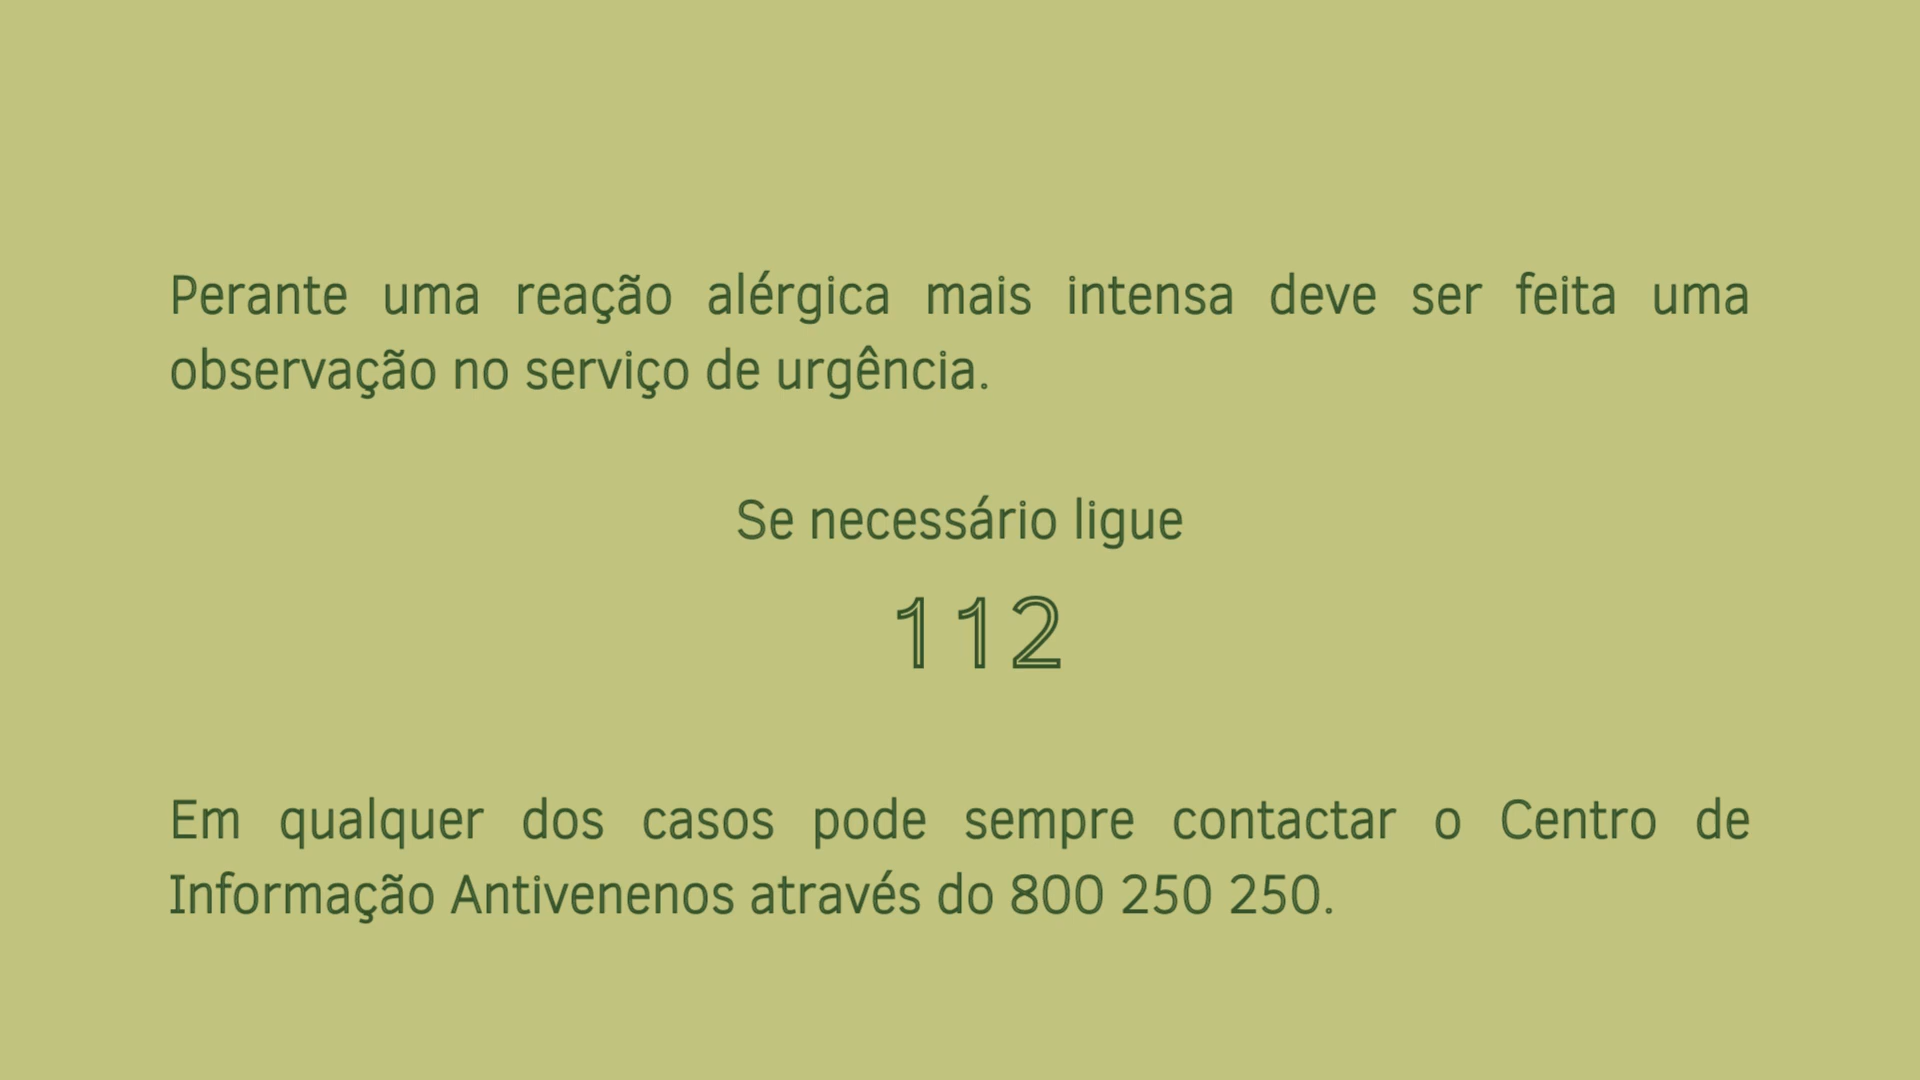 Perante uma reação alérgica mais intensa deve ser feita uma
observação no serviço de urgência.
Se necessário ligue
112
Em qualquer dos casos pode sempre contactar o Centro de
Informação Antivenenos através do 800 250 250.